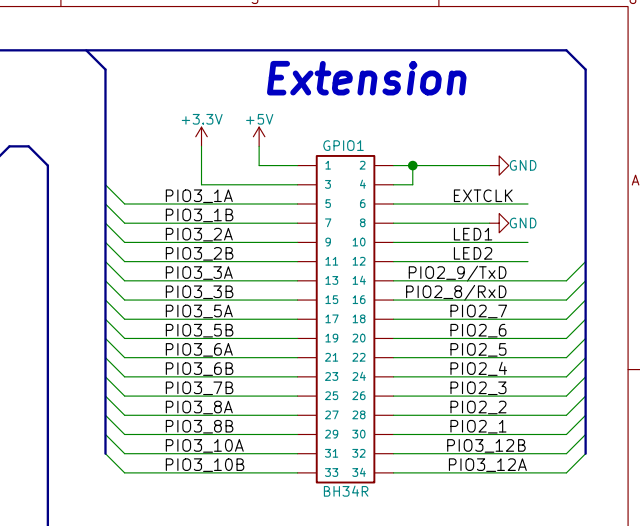 Extension
+3.3V +5V
GPIO1
1 2 GND
3 4
PIO3_1A 5 6 EXTCLK
PIO3_1B 7 8 GND
PIO3_2A 9 10 LED1
PIO3_2B 11 12 LED2
PIO3_3A 13 14 PIO2_9/TxD
PIO3_3B 15 16 PIO2_8/RxD
PIO3_5A 17 18 PIO2_7
PIO3_5B 19 20 PIO2_6
PIO3_6A 21 22 PIO2_5
PIO3_6B 23 24 PIO2_4
PIO3_7B 25 26 PIO2_3
PIO3_8A 27 28 PIO2_2
PIO3_8B 29 30 PIO2_1
PIO3_10A 31 32 PIO3_12B
PIO3_10B 33 34 PIO3_12A
BH34R
A